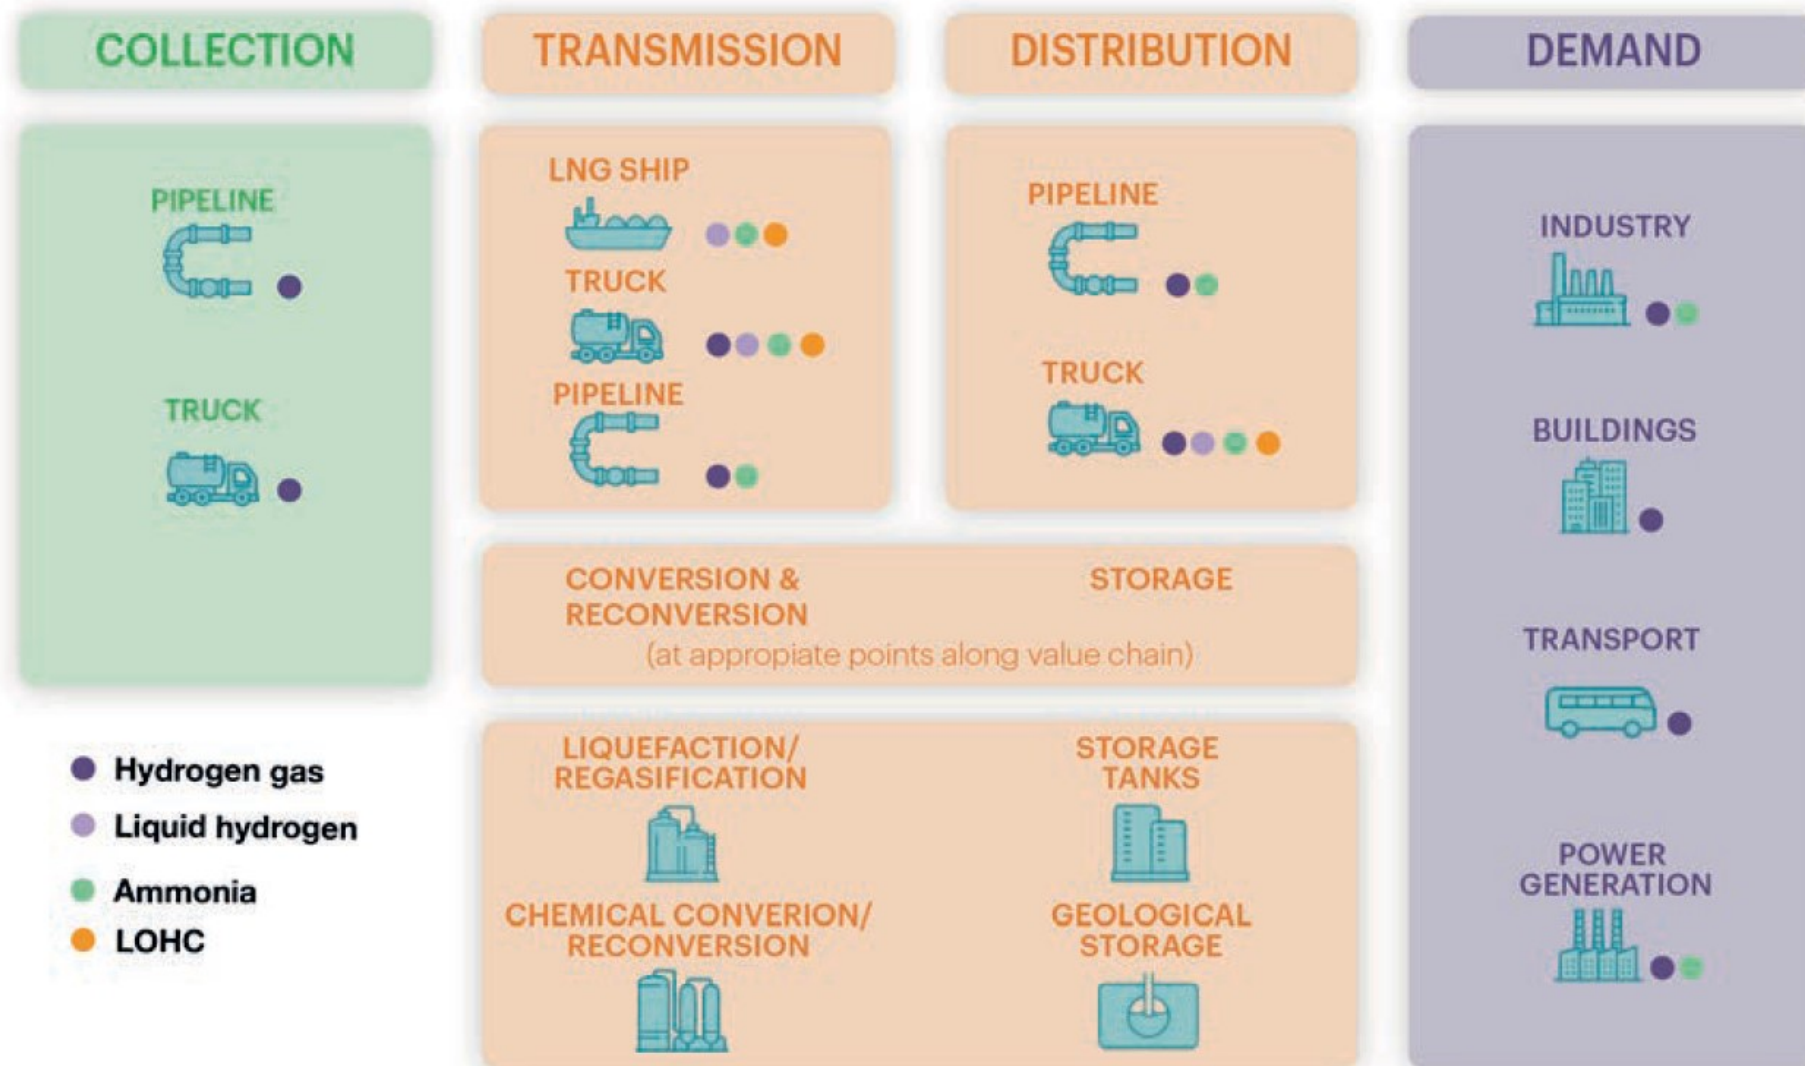 COLLECTION
PIPELINE
TRUCK
TRANSMISSION
LNG SHIP
TRUCK
PIPELINE
DISTRIBUTION
PIPELINE
TRUCK
CONVERSION &
RECONVERSION
STORAGE
(at appropiate points along value chain)
LIQUEFACTION/
REGASIFICATION
STORAGE
TANKS
CHEMICAL CONVERION/
RECONVERSION
GEOLOGICAL
STORAGE
DEMAND
INDUSTRY
BUILDINGS
TRANSPORT
POWER
GENERATION
Hydrogen gas
Liquid hydrogen
Ammonia
LOHC